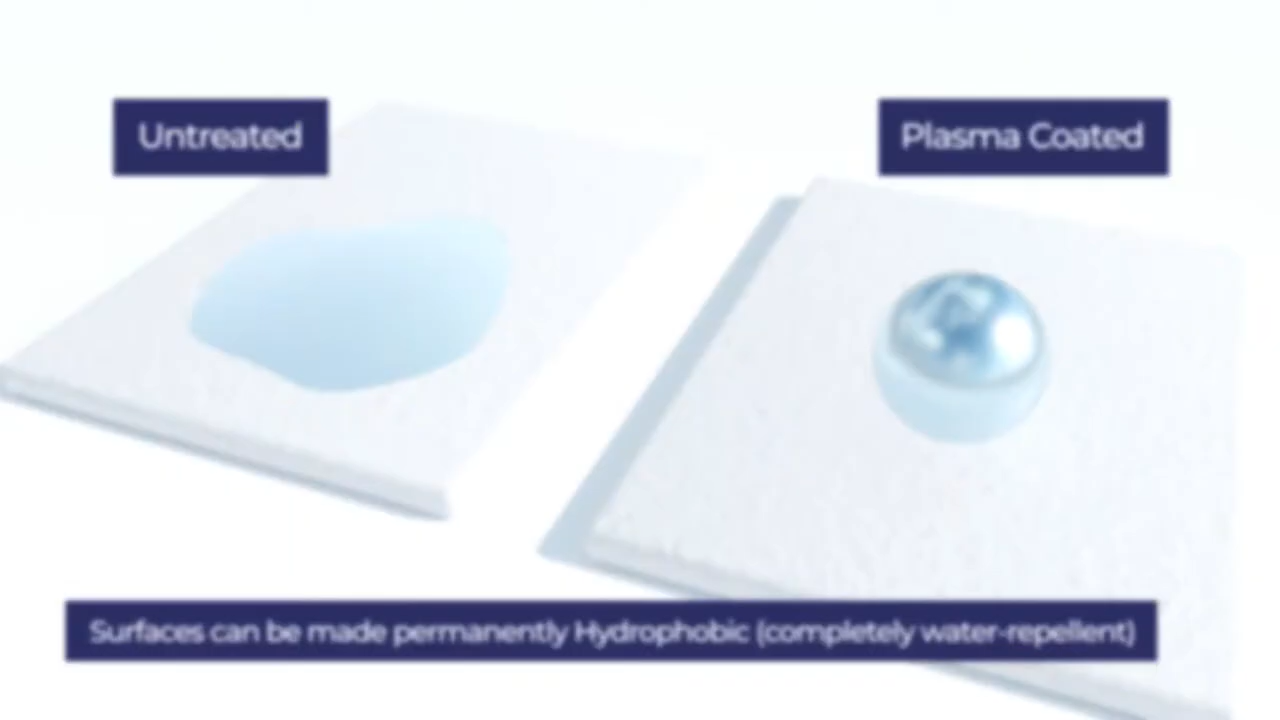 Untreated
Plasma Coated
Surfaces can be made permanently Hydrophobic (completely water-repellent)